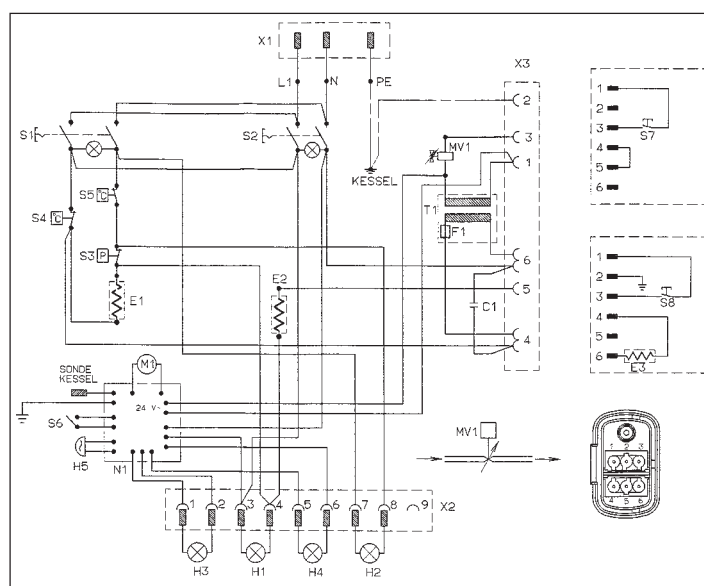 X1
X3
L1
N
PE
2
3
MV1
1
KESSEL
T1
F1
6
5
C1
4
S1
S2
S5
°C
S4
°C
S3
P
E1
E2
SONDE
KESSEL
M1
24 V~
S6
H5
N1
1
2
3
4
5
6
7
8
9
X2
H3
H1
H4
H2
MV1
1
2
3
4
5
6
S7
1
2
3
4
5
6
S8
E3
1 2 3
4 5 6